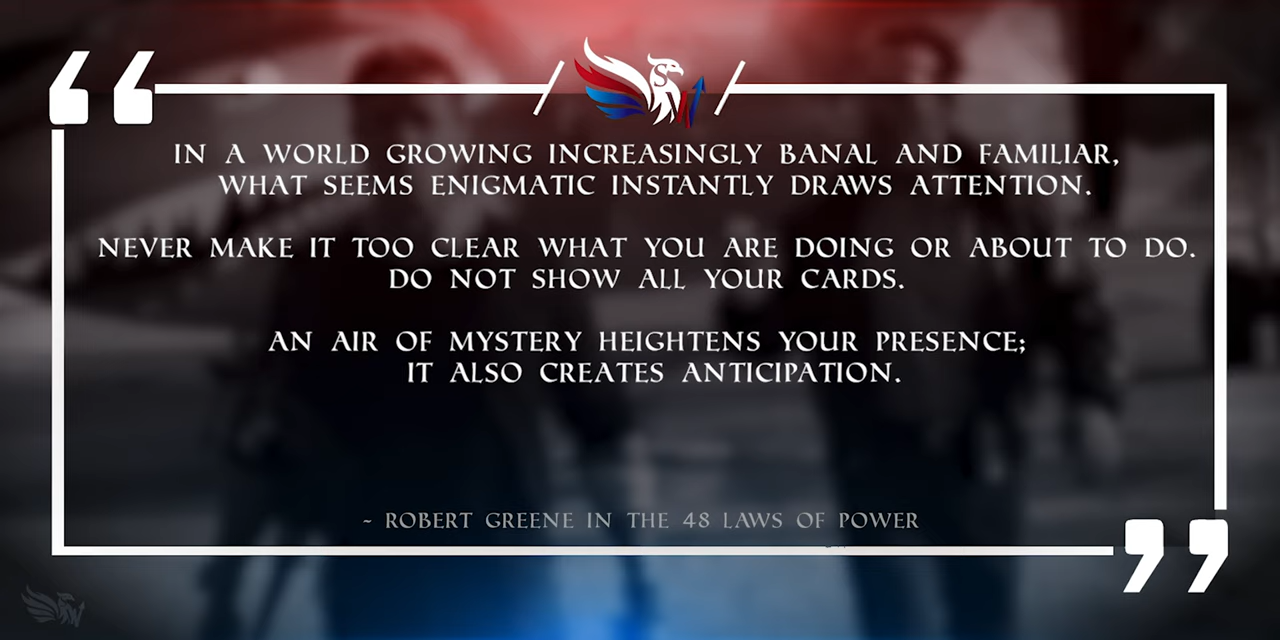 IN A WORLD GROWING INCREASINGLY BANAL AND FAMILIAR,
WHAT SEEMS ENIGMATIC INSTANTLY DRAWS ATTENTION.
NEVER MAKE IT TOO CLEAR WHAT YOU ARE DOING OR ABOUT TO DO.
DO NOT SHOW ALL YOUR CARDS.
AN AIR OF MYSTERY HEIGHTENS YOUR PRESENCE;
IT ALSO CREATES ANTICIPATION.
~ ROBERT GREENE IN THE 48 LAWS OF POWER